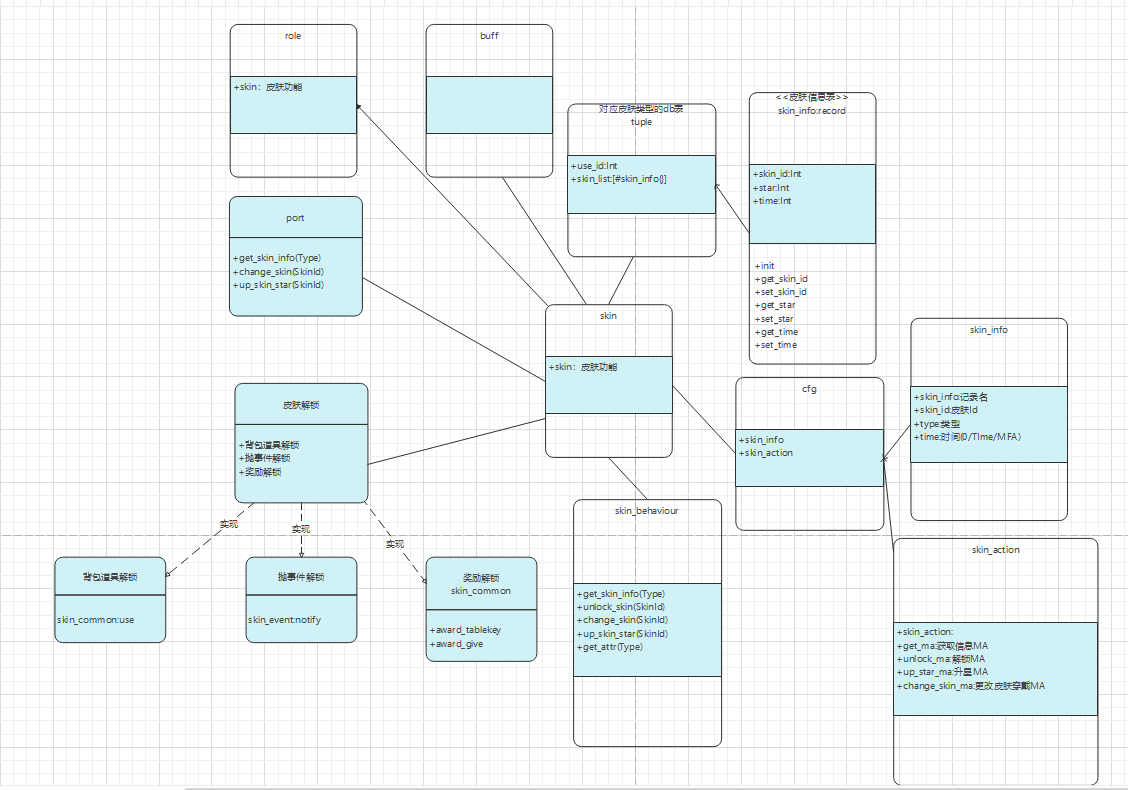 role
+skin：皮肤功能
buff
对应皮肤类型的db表
tuple
+use_id:Int
+skin_list:[#skin_info{}]
<<皮肤信息表>>
skin_info:record
+skin_id:Int
+star:Int
+time:Int
+init
+get_skin_id
+set_skin_id
+get_star
+set_star
+get_time
+set_time
port
+get_skin_info(Type)
+change_skin(SkinId)
+up_skin_star(SkinId)
skin
+skin：皮肤功能
cfg
+skin_info
+skin_action
skin_info
+skin_info:记录名
+skin_id:皮肤Id
+type:类型
+time:时间(0/Time/MFA)
皮肤解锁
+背包道具解锁
+抛事件解锁
+奖励解锁
实现
实现
实现
背包道具解锁
skin_common:use
抛事件解锁
skin_event:notify
奖励解锁
skin_common
+award_tablekey
+award_give
skin_behaviour
+get_skin_info(Type)
+unlock_skin(SkinId)
+change_skin(SkinId)
+up_skin_star(SkinId)
+get_attr(Type)
skin_action
+skin_action:
+get_ma:获取信息MA
+unlock_ma:解锁MA
+up_star_ma:升星MA
+change_skin_ma:更改皮肤穿戴MA